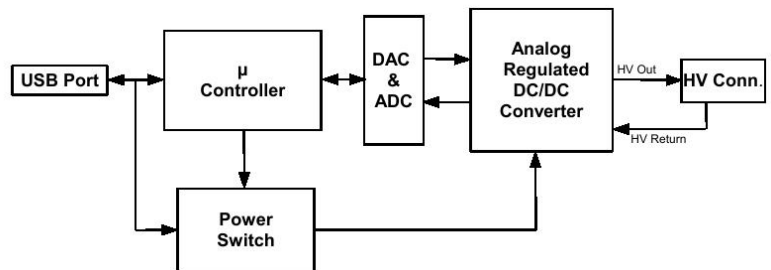 USB Port
µ
Controller
DAC
&
ADC
Analog
Regulated
DC/DC
Converter
HV Out
HV Conn.
HV Return
Power
Switch